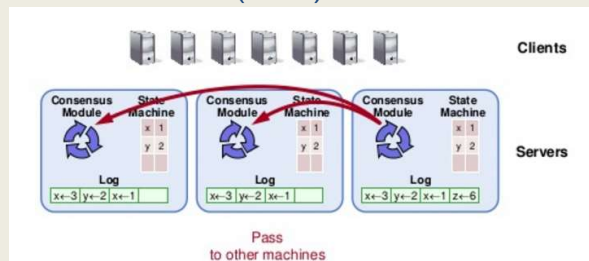 Clients
Consensus Module
State Machine
x 1
y 2
Log
x←3 y←2 x←1
Consensus Module
State Machine
x 1
y 2
Log
x←3 y←2 x←1
Consensus Module
State Machine
x 1
y 2
Log
x←3 y←2 x←1 z←6
Servers
Pass
to other machines